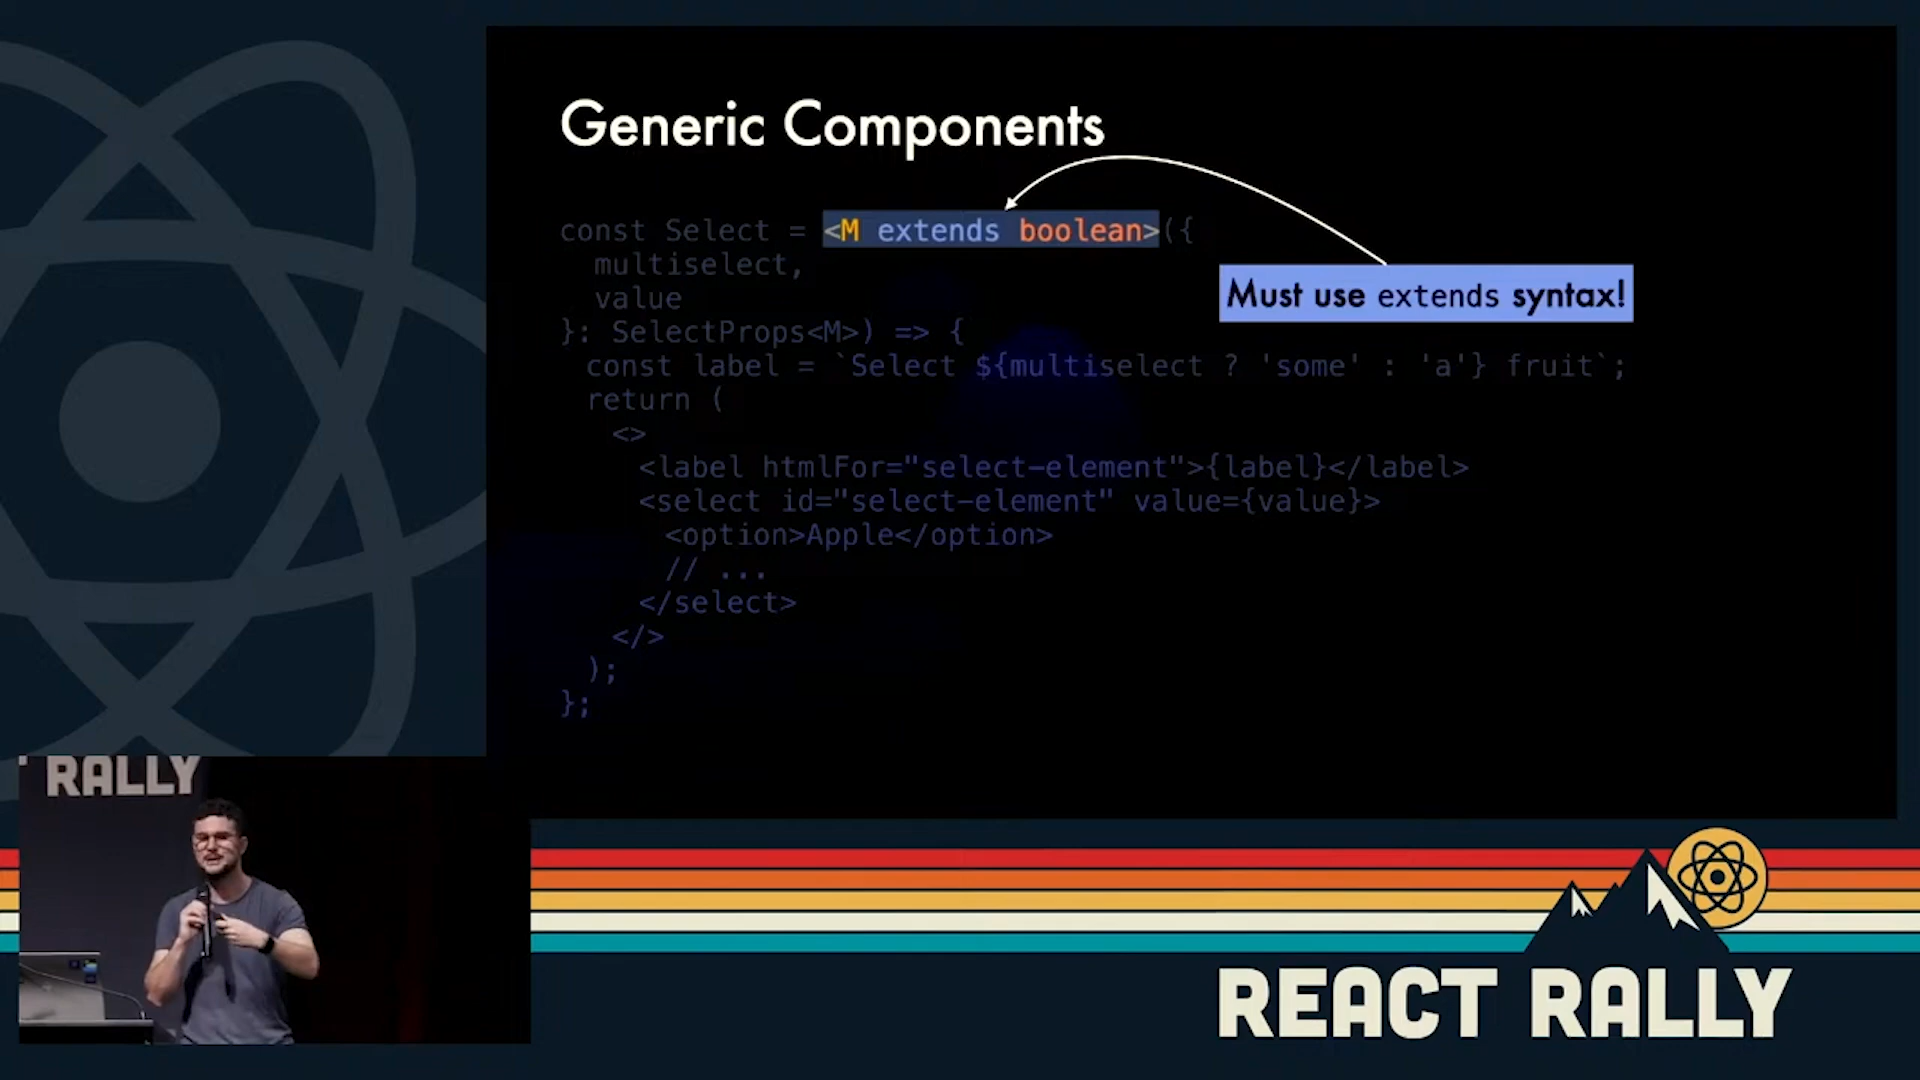 Generic Components
const Select = <M extends boolean>({
multiselect,
value
}: SelectProps<M>) => {
const label = `Select ${multiselect ? 'some' : 'a'} fruit`;
return (
<>
<label htmlFor="select-element">{label}</label>
<select id="select-element" value={value}>
<option>Apple</option>
// ...
</select>
</>
);
};
Must use extends syntax!
RALLY
REACT RALLY